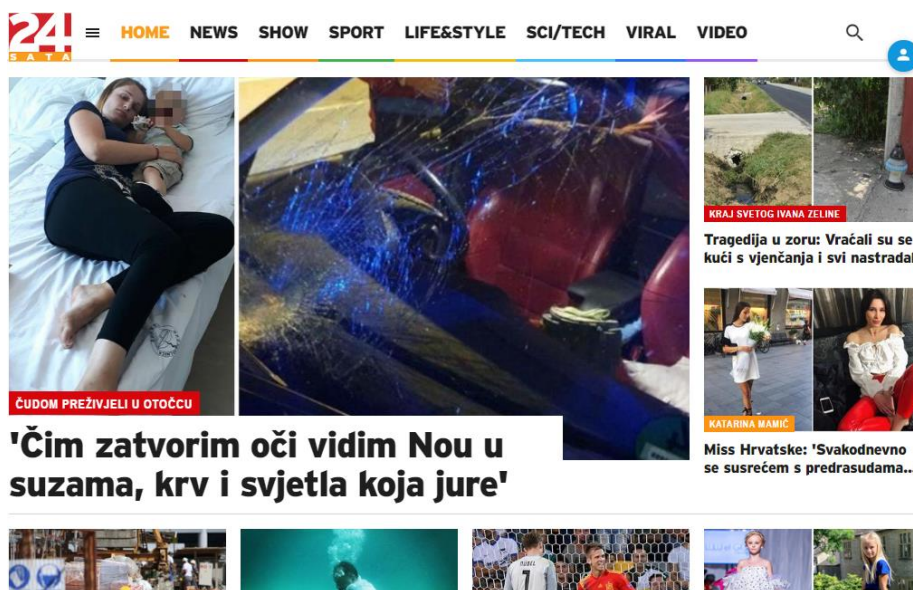 24
SATA
HOME NEWS SHOW SPORT LIFE&STYLE SCI/TECH VIRAL VIDEO
ČUDOM PREŽIVJELI U OTOČCU
'Čim zatvorim oči vidim Nou u
suzama, krv i svjetla koja jure'
KRAJ SVETOG IVANA ZELINE
Tragedija u zoru: Vraćali su se
kući s vjenčanja i svi nastradal
KATARINA MAMIĆ
Miss Hrvatske: 'Svakodnevno
se susrećem s predrasudama...
7